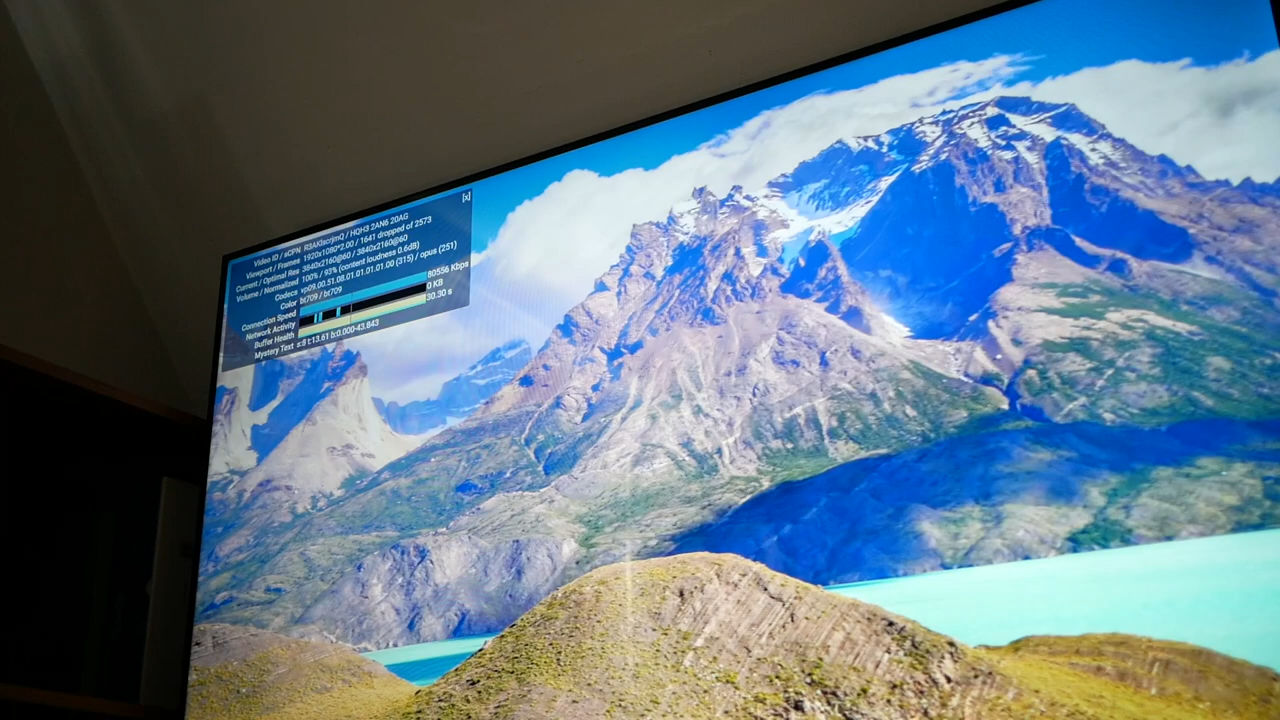 [x]
Video ID / sCPN R3AKlscrjmQ / HQH3 2AN6 20AG
Viewport / Frames 1920x1080*2.00 / 1641 dropped of 2573
Current / Optimal Res 3840x2160@60 / 3840x2160@60
Volume / Normalized 100% / 93% (content loudness 0.6dB)
Codecs vp09.00.51.08.01.01.01.01.00 (315) / opus (251)
Color bt709 / bt709
Connection Speed 80556 Kbps
Network Activity 0 KB
Buffer Health 30.30 s
Mystery Text s:8 t:13.61 b:0.000-43.843